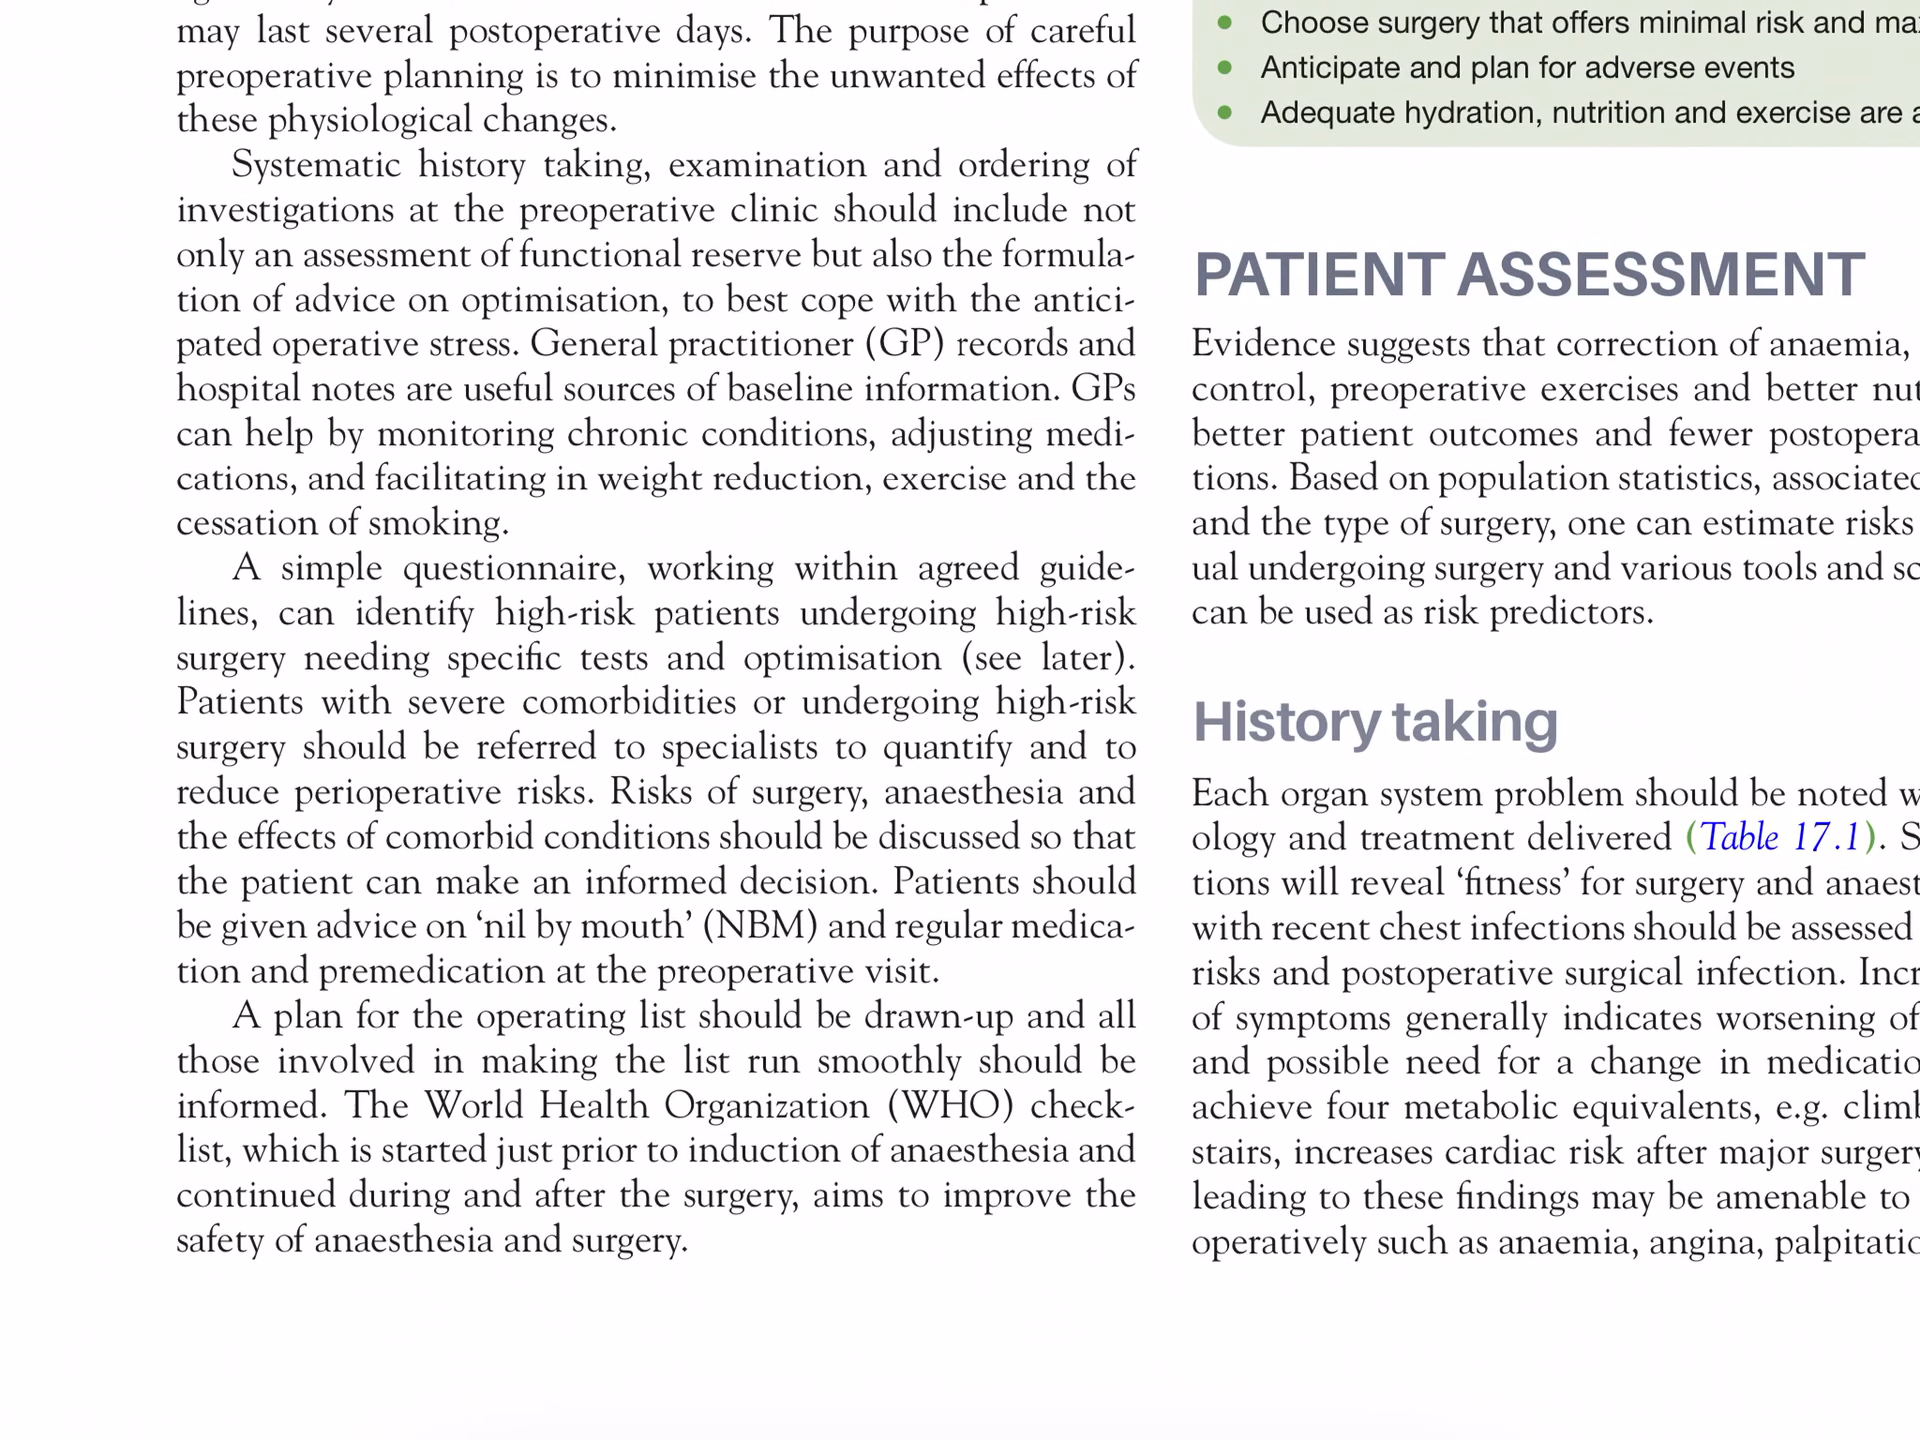 may last several postoperative days. The purpose of careful
preoperative planning is to minimise the unwanted effects of
these physiological changes.
Systematic history taking, examination and ordering of
investigations at the preoperative clinic should include not
only an assessment of functional reserve but also the formula-
tion of advice on optimisation, to best cope with the antici-
pated operative stress. General practitioner (GP) records and
hospital notes are useful sources of baseline information. GPs
can help by monitoring chronic conditions, adjusting medi-
cations, and facilitating in weight reduction, exercise and the
cessation of smoking.
A simple questionnaire, working within agreed guide-
lines, can identify high-risk patients undergoing high-risk
surgery needing specific tests and optimisation (see later).
Patients with severe comorbidities or undergoing high-risk
surgery should be referred to specialists to quantify and to
reduce perioperative risks. Risks of surgery, anaesthesia and
the effects of comorbid conditions should be discussed so that
the patient can make an informed decision. Patients should
be given advice on ‘nil by mouth’ (NBM) and regular medica-
tion and premedication at the preoperative visit.
A plan for the operating list should be drawn-up and all
those involved in making the list run smoothly should be
informed. The World Health Organization (WHO) check-
list, which is started just prior to induction of anaesthesia and
continued during and after the surgery, aims to improve the
safety of anaesthesia and surgery.
• Choose surgery that offers minimal risk and
• Anticipate and plan for adverse events
• Adequate hydration, nutrition and exercise are
PATIENT ASSESSMENT
Evidence suggests that correction of anaemia,
control, preoperative exercises and better
better patient outcomes and fewer
tions. Based on population statistics,
and the type of surgery, one can estimate risks
ual undergoing surgery and various tools and
can be used as risk predictors.
History taking
Each organ system problem should be noted
ology and treatment delivered (Table 17.1).
tions will reveal ‘fitness’ for surgery and
with recent chest infections should be assessed
risks and postoperative surgical infection.
of symptoms generally indicates worsening of
and possible need for a change in
achieve four metabolic equivalents, e.g.
stairs, increases cardiac risk after major
leading to these findings may be amenable to
operatively such as anaemia, angina,